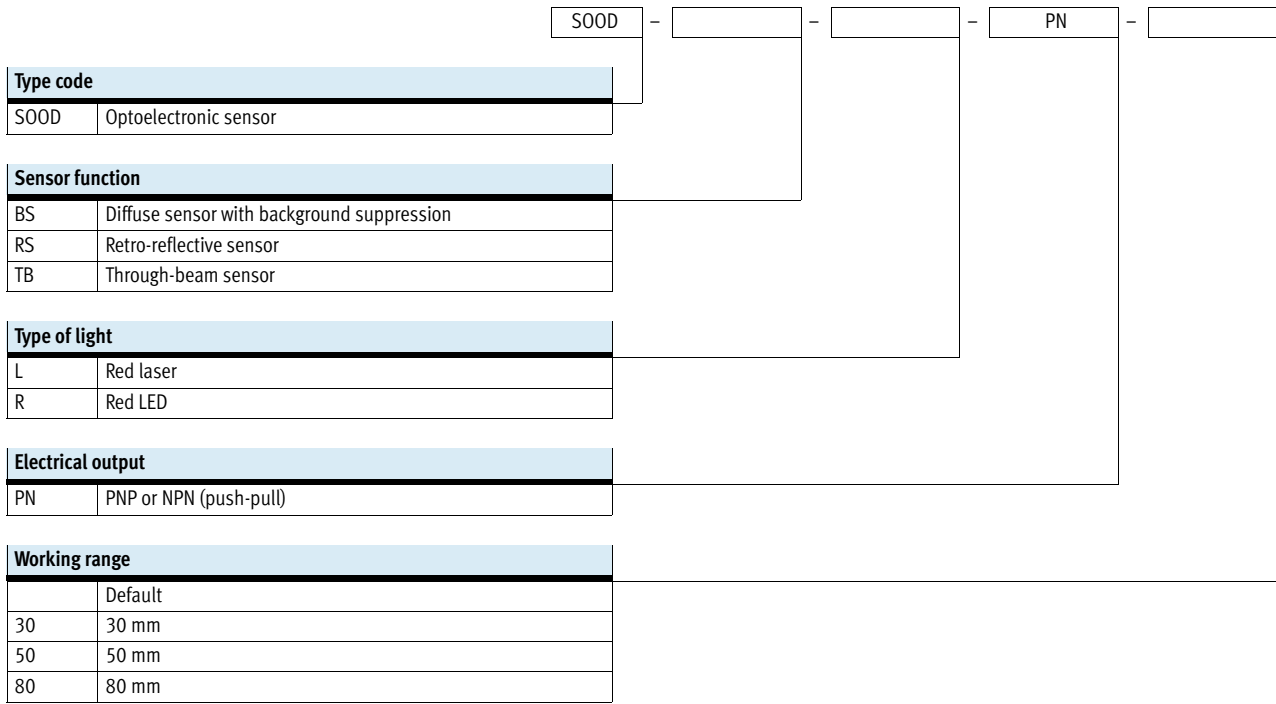 SOOD – – – PN –
Type code
SOOD Optoelectronic sensor
Sensor function
BS Diffuse sensor with background suppression
RS Retro-reflective sensor
TB Through-beam sensor
Type of light
L Red laser
R Red LED
Electrical output
PN PNP or NPN (push-pull)
Working range
Default
30 30 mm
50 50 mm
80 80 mm